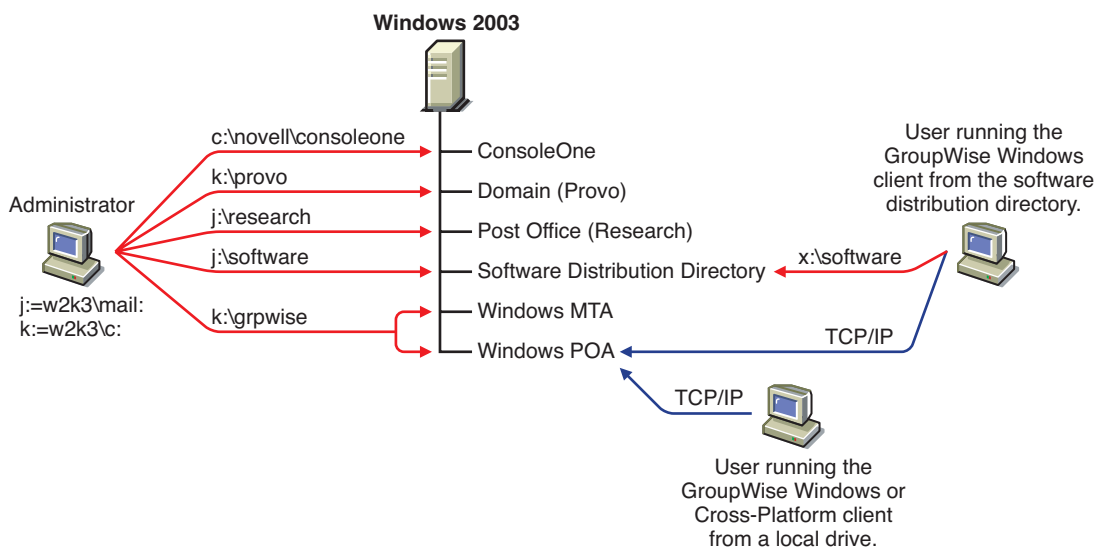 Windows 2003
c:\novell\consoleone
ConsoleOne
k:\provo
Domain (Provo)
j:\research
Post Office (Research)
j:\software
Software Distribution Directory
x:\software
k:\grpwise
Windows MTA
Windows POA
Administrator
j:=w2k3\mail:
k:=w2k3\c:
User running the
GroupWise Windows
client from the software
distribution directory.
TCP/IP
TCP/IP
User running the
GroupWise Windows or
Cross-Platform client
from a local drive.